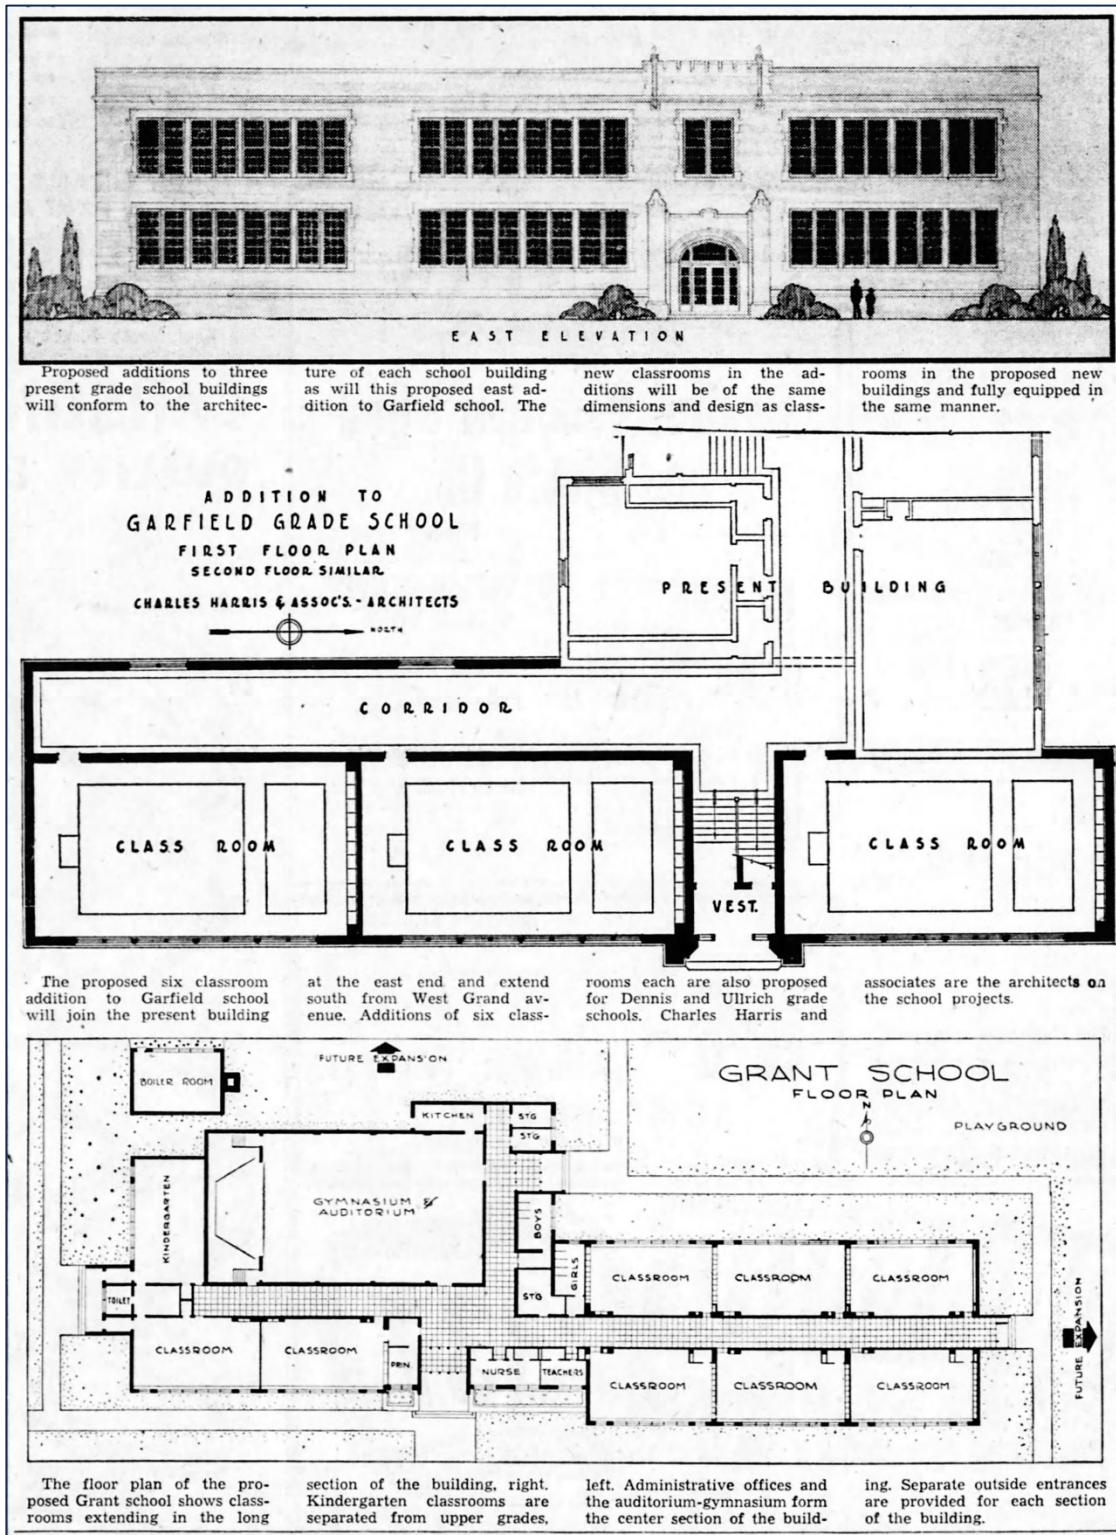 EAST ELEVATION
Proposed additions to three
present grade school buildings
will conform to the architec-
ture of each school building
as will this proposed east ad-
dition to Garfield school. The
new classrooms in the ad-
ditions will be of the same
dimensions and design as class-
rooms in the proposed new
buildings and fully equipped in
the same manner.
ADDITION TO
GARFIELD GRADE SCHOOL
FIRST FLOOR PLAN
SECOND FLOOR SIMILAR
CHARLES HARRIS & ASSOC'S. - ARCHITECTS
NORTH
PRESENT BUILDING
CORRIDOR
CLASS ROOM
CLASS ROOM
CLASS ROOM
VEST.
The proposed six classroom
addition to Garfield school
will join the present building
at the east end and extend
south from West Grand av-
enue. Additions of six class-
rooms each are also proposed
for Dennis and Ullrich grade
schools. Charles Harris and
associates are the architects on
the school projects.
FUTURE EXPANSION
BOILER ROOM
GRANT SCHOOL
FLOOR PLAN
N
PLAYGROUND
KITCHEN
STG
STG
KINDERGARTEN
GYMNASIUM &
AUDITORIUM
BOYS
GIRLS
STG
TOILET
CLASSROOM
CLASSROOM
CLASSROOM
FUTURE EXPANSION
CLASSROOM
CLASSROOM
PRIN.
NURSE
TEACHERS
CLASSROOM
CLASSROOM
CLASSROOM
The floor plan of the pro-
posed Grant school shows class-
rooms extending in the long
section of the building, right.
Kindergarten classrooms are
separated from upper grades,
left. Administrative offices and
the auditorium-gymnasium form
the center section of the build-
ing. Separate outside entrances
are provided for each section
of the building.